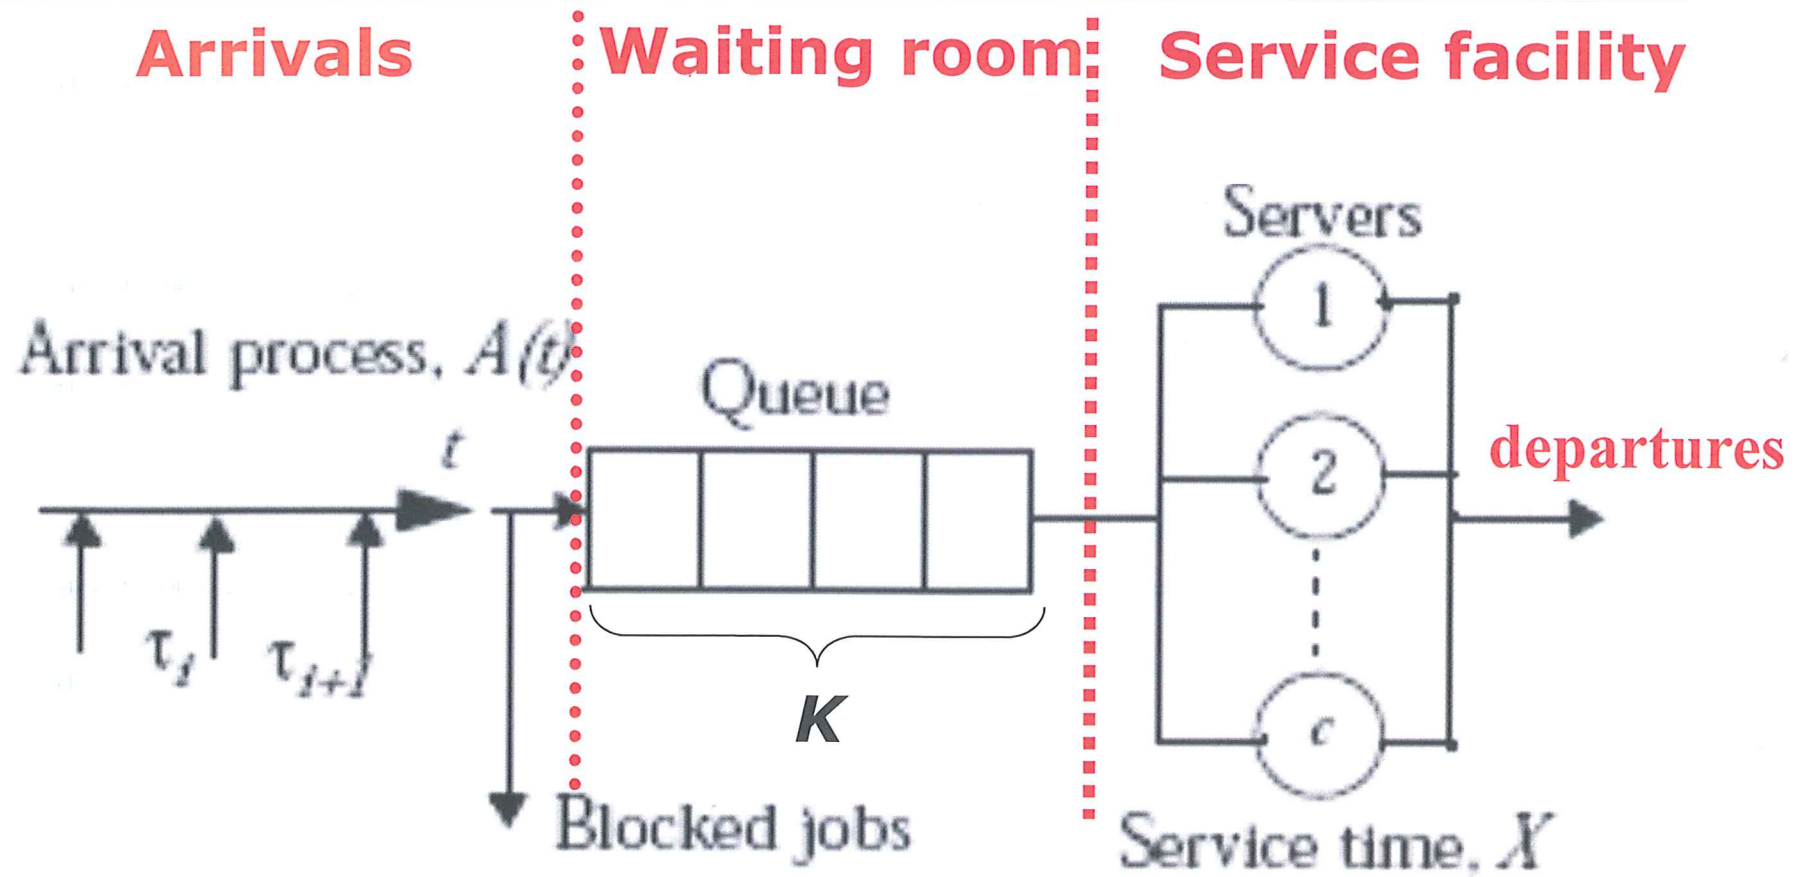 Arrivals
Waiting room
Service facility
Servers
1
Arrival process, A(t)
Queue
t
2
departures
τi
τi+1
K
c
Blocked jobs
Service time, X